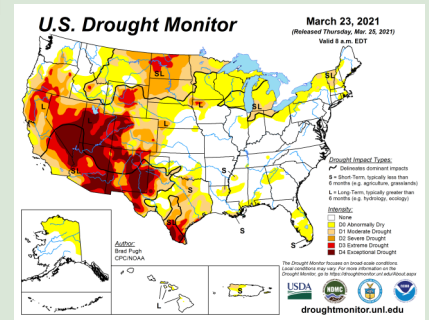 U.S. Drought Monitor
March 23, 2021
(Released Thursday, Mar. 25, 2021)
Valid 8 a.m. EDT
SL
SL
L
S
L
SL
SL
S
S
S
S
Drought Impact Types:
Delineates dominant impacts
S = Short-Term, typically less than
6 months (e.g. agriculture, grasslands)
L = Long-Term, typically greater than
6 months (e.g. hydrology, ecology)
Intensity:
None
D0 Abnormally Dry
D1 Moderate Drought
D2 Severe Drought
D3 Extreme Drought
D4 Exceptional Drought
Author:
Brad Pugh
CPC/NOAA
L
S
The Drought Monitor focuses on broad-scale conditions.
Local conditions may vary. For more information on the
Drought Monitor, go to https://droughtmonitor.unl.edu/About.aspx
USDA
NDMC
droughtmonitor.unl.edu